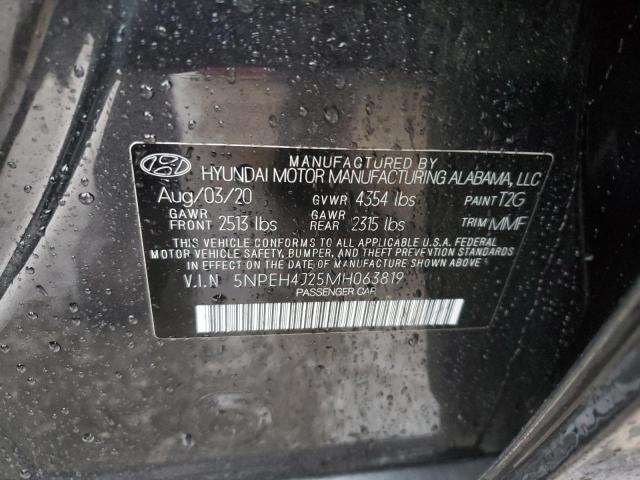 MANUFACTURED BY
HYUNDAI MOTOR MANUFACTURING ALABAMA, LLC
Aug/03/20 GVWR 4354 lbs PAINT T2G
GAWR FRONT 2513 lbs GAWR REAR 2315 lbs TRIM MMF
THIS VEHICLE CONFORMS TO ALL APPLICABLE U.S.A. FEDERAL
MOTOR VEHICLE SAFETY, BUMPER, AND THEFT PREVENTION STANDARDS
IN EFFECT ON THE DATE OF MANUFACTURE SHOWN ABOVE.
V.I.N 5NPEH4J25MH063819
PASSENGER CAR